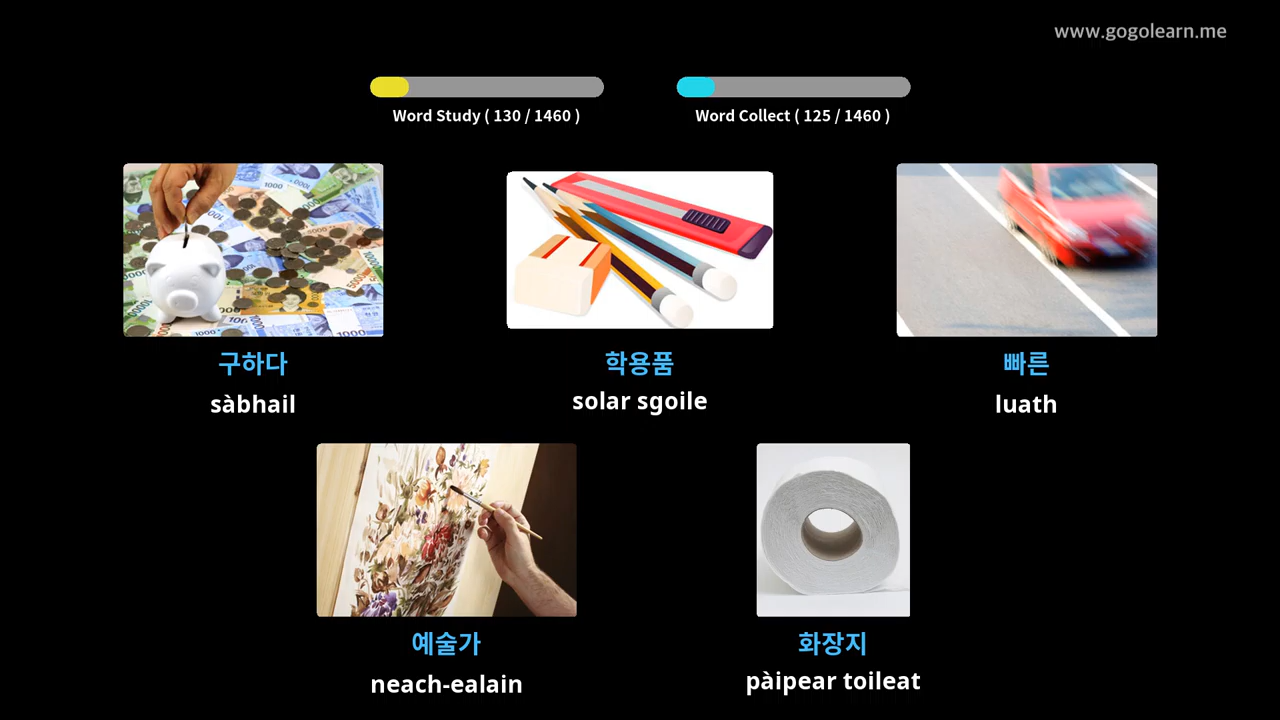 www.gogolearn.me
Word Study ( 130 / 1460 )
Word Collect ( 125 / 1460 )
구하다
sàbhail
학용품
solar sgoile
빠른
luath
예술가
neach-ealain
화장지
pàipear toileat